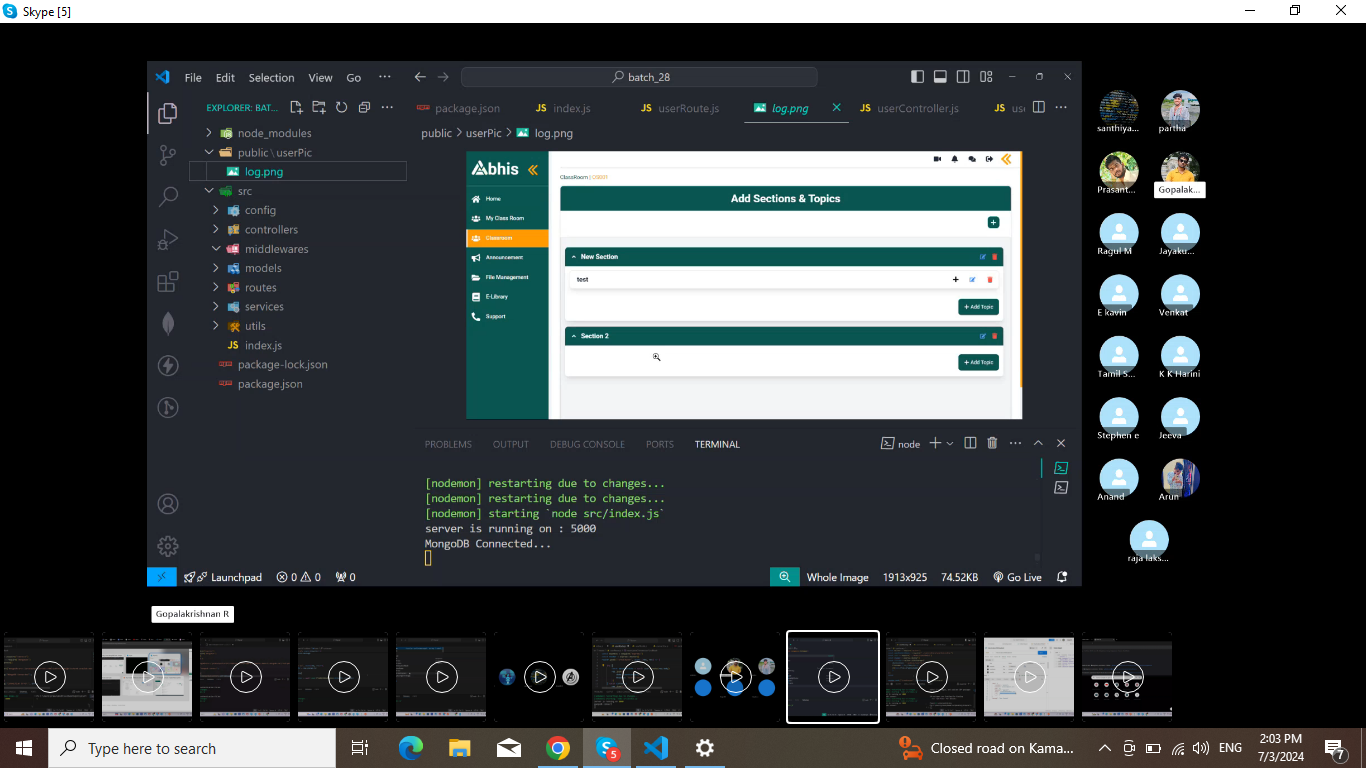 Skype [5]
File Edit Selection View Go ··· batch_28
EXPLORER: BAT... ···
package.json JS index.js JS userRoute.js log.png JS userController.js JS use ···
public > userPic > log.png
node_modules
public \ userPic
log.png
src
config
controllers
middlewares
models
routes
services
utils
JS index.js
package-lock.json
package.json
Abhis
Home
My Class Room
Classroom
Announcement
File Management
E-Library
Support
Add Sections & Topics
New Section
test
+ Add Topic
Section 2
+ Add Topic
PROBLEMS OUTPUT DEBUG CONSOLE PORTS TERMINAL node
[nodemon] restarting due to changes...
[nodemon] restarting due to changes...
[nodemon] starting `node src/index.js`
server is running on : 5000
MongoDB Connected...
Launchpad 0 0 0 Whole Image 1913x925 74.52KB Go Live
santhiya... partha
Prasant... Gopalak...
Ragul M Jayaku...
E kavin Venkat
Tamil S... K K Harini
Stephen e Jeeva
Anand Arun
raja laks...
Gopalakrishnan R
Type here to search
5
Closed road on Kama...
ENG
2:03 PM
7/3/2024
7